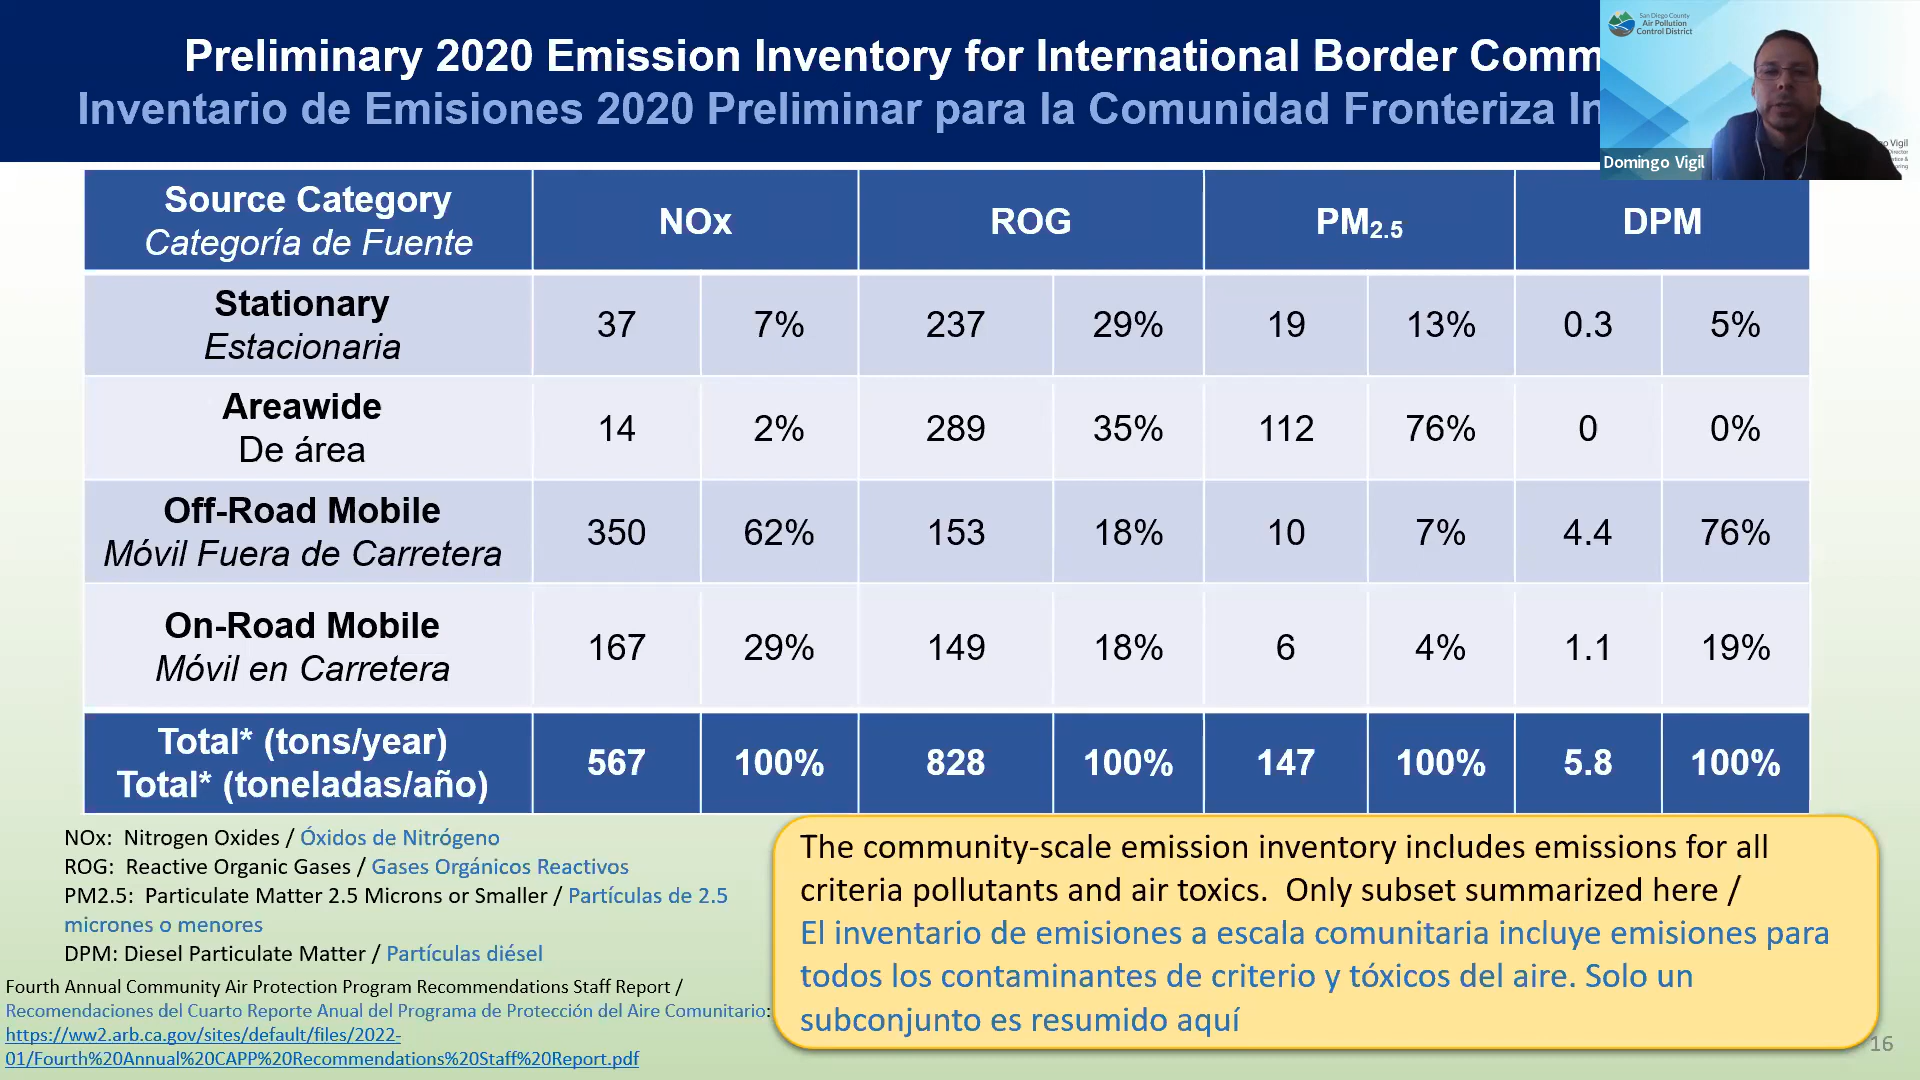 Preliminary 2020 Emission Inventory for International Border Comm
Inventario de Emisiones 2020 Preliminar para la Comunidad Fronteriza In
San Diego County
Air Pollution
Control District
Domingo Vigil
Source Category
Categoría de Fuente
NOx
ROG
PM2.5
DPM
Stationary
Estacionaria
37
7%
237
29%
19
13%
0.3
5%
Areawide
De área
14
2%
289
35%
112
76%
0
0%
Off-Road Mobile
Móvil Fuera de Carretera
350
62%
153
18%
10
7%
4.4
76%
On-Road Mobile
Móvil en Carretera
167
29%
149
18%
6
4%
1.1
19%
Total* (tons/year)
Total* (toneladas/año)
567
100%
828
100%
147
100%
5.8
100%
NOx: Nitrogen Oxides / Óxidos de Nitrógeno
ROG: Reactive Organic Gases / Gases Orgánicos Reactivos
PM2.5: Particulate Matter 2.5 Microns or Smaller / Partículas de 2.5
micrones o menores
DPM: Diesel Particulate Matter / Partículas diésel
Fourth Annual Community Air Protection Program Recommendations Staff Report /
Recomendaciones del Cuarto Reporte Anual del Programa de Protección del Aire Comunitario:
https://ww2.arb.ca.gov/sites/default/files/2022-
01/Fourth%20Annual%20CAPP%20Recommendations%20Staff%20Report.pdf
The community-scale emission inventory includes emissions for all
criteria pollutants and air toxics. Only subset summarized here /
El inventario de emisiones a escala comunitaria incluye emisiones para
todos los contaminantes de criterio y tóxicos del aire. Solo un
subconjunto es resumido aquí
16